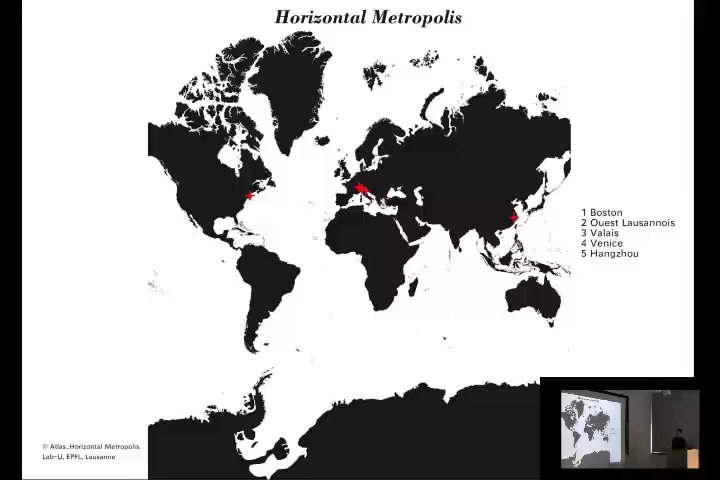 Horizontal Metropolis
1 Boston
2 Ouest Lausannois
3 Valais
4 Venice
5 Hangzhou
© Atlas_Horizontal Metropolis.
Lab-U, EPFL, Lausanne